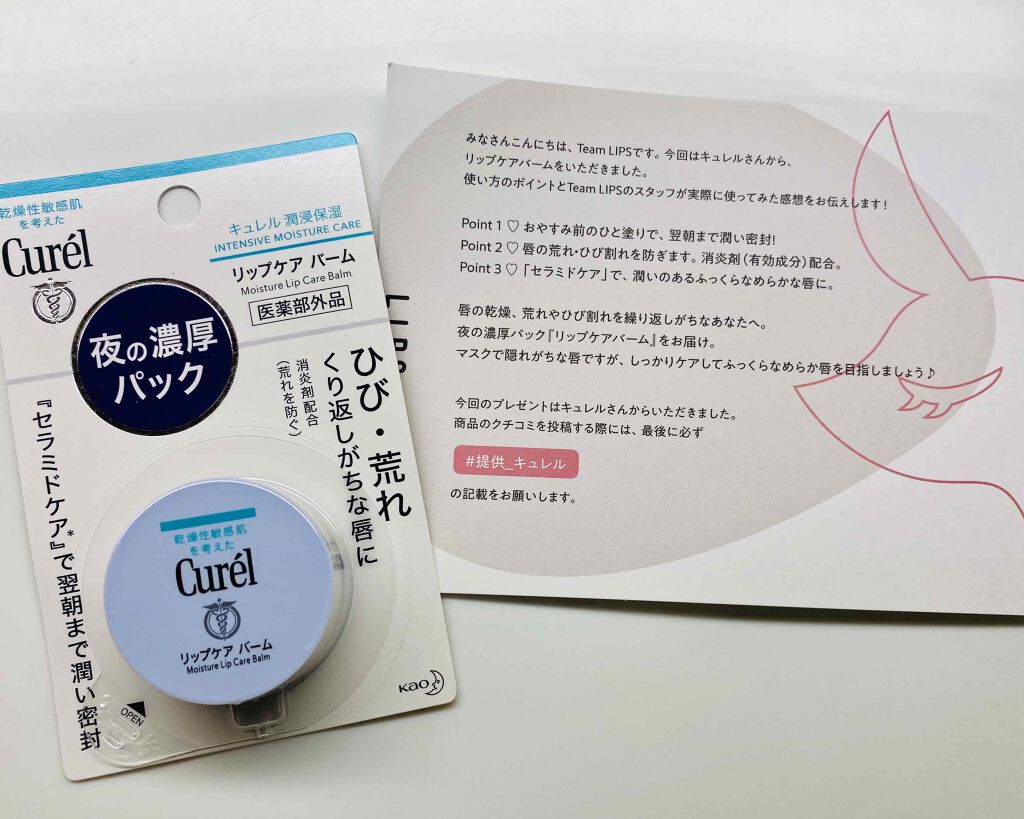 乾燥性敏感肌
を考えた
Curél
キュレル 潤浸保湿
INTENSIVE MOISTURE CARE
リップケア バーム
Moisture Lip Care Balm
医薬部外品
夜の濃厚
パック
ひび・荒れ
くり返しがちな唇に
消炎剤配合
(荒れを防ぐ)
『セラミドケア』*で翌朝まで潤い密封
乾燥性敏感肌
を考えた
Curél
リップケア バーム
Moisture Lip Care Balm
OPEN
Kao
LIPS
みなさんこんにちは、Team LIPSです。今回はキュレルさんから、
リップケアバームをいただきました。
使い方のポイントとTeam LIPSのスタッフが実際に使ってみた感想をお伝えします!
Point 1 ♡ おやすみ前のひと塗りで、翌朝まで潤い密封!
Point 2 ♡ 唇の荒れ・ひび割れを防ぎます。消炎剤(有効成分)配合。
Point 3 ♡「セラミドケア」で、潤いのあるふっくらなめらかな唇に。
唇の乾燥、荒れやひび割れを繰り返しがちなあなたへ。
夜の濃厚パック『リップケアバーム』をお届け。
マスクで隠れがちな唇ですが、しっかりケアしてふっくらなめらか唇を目指しましょう♪
今回のプレゼントはキュレルさんからいただきました。
商品のクチコミを投稿する際には、最後に必ず
#提供_キュレル
の記載をお願いします。